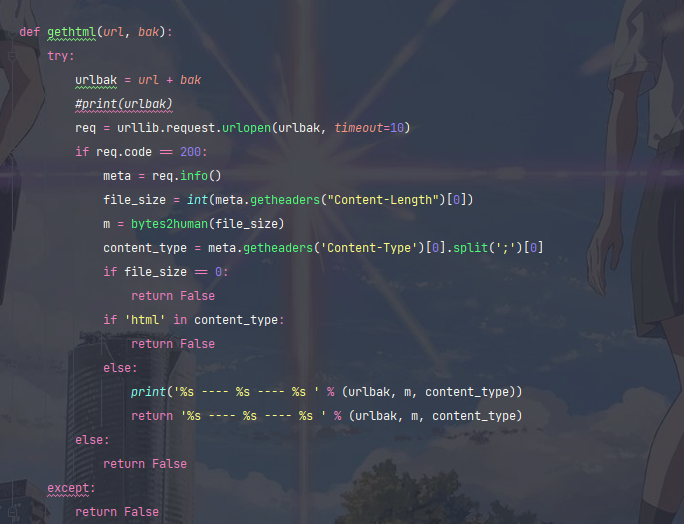 def gethtml(url, bak):
    try:
        urlbak = url + bak
        #print(urlbak)
        req = urllib.request.urlopen(urlbak, timeout=10)
        if req.code == 200:
            meta = req.info()
            file_size = int(meta.getheaders("Content-Length")[0])
            m = bytes2human(file_size)
            content_type = meta.getheaders('Content-Type')[0].split(';')[0]
            if file_size == 0:
                return False
            if 'html' in content_type:
                return False
            else:
                print('%s ---- %s ---- %s ' % (urlbak, m, content_type))
                return '%s ---- %s ---- %s ' % (urlbak, m, content_type)
        else:
            return False
    except:
        return False